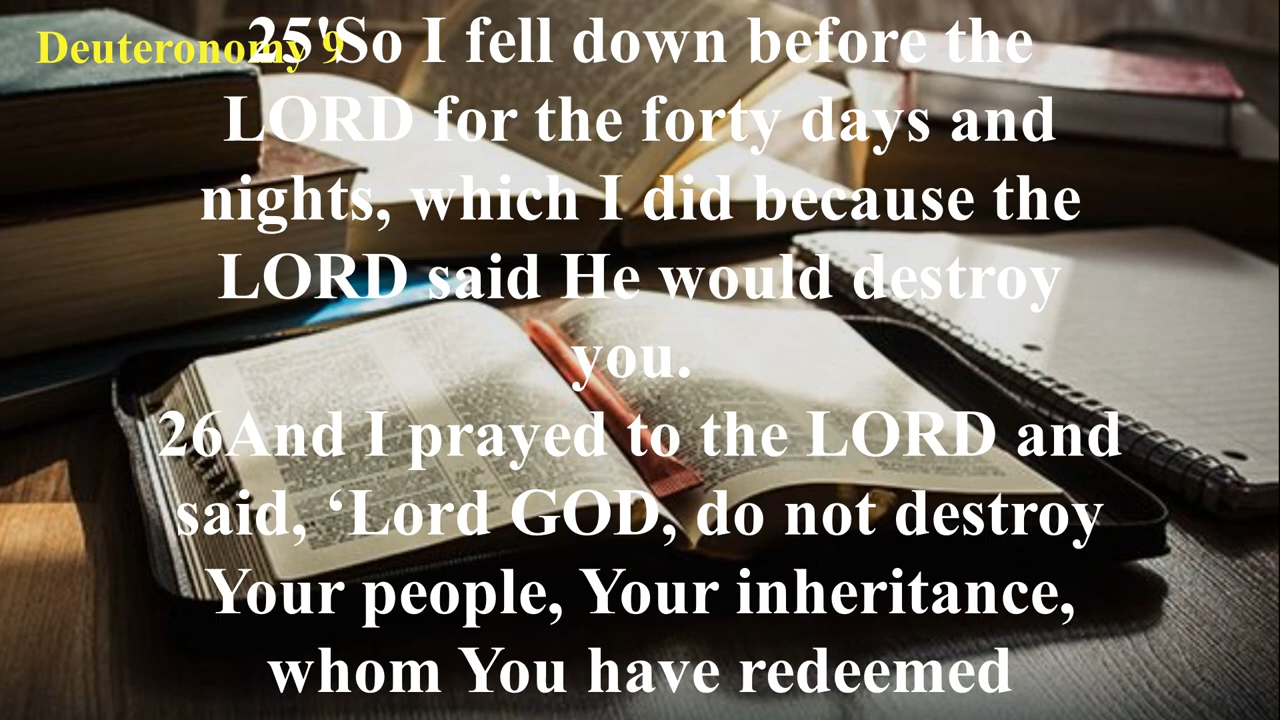 Deuteronomy 9
25'So I fell down before the
LORD for the forty days and
nights, which I did because the
LORD said He would destroy
you.
26And I prayed to the LORD and
said, ‘Lord GOD, do not destroy
Your people, Your inheritance,
whom You have redeemed